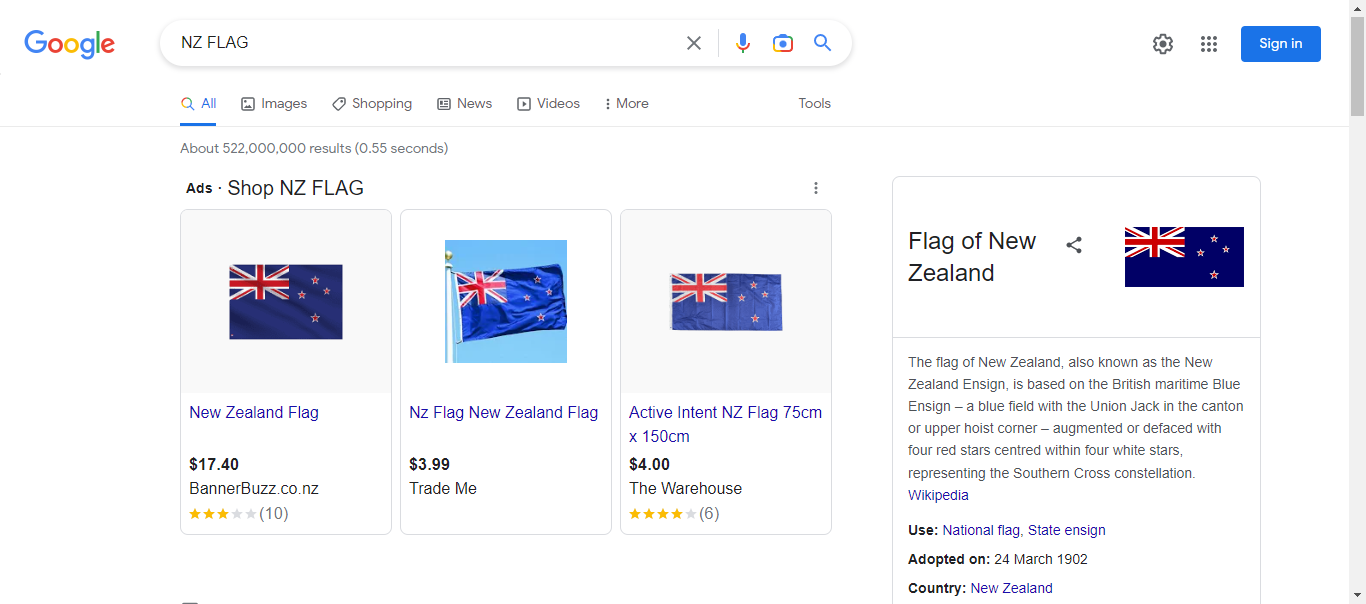 Google
NZ FLAG
Sign in
All
Images
Shopping
News
Videos
More
Tools
About 522,000,000 results (0.55 seconds)
Ads · Shop NZ FLAG
New Zealand Flag
$17.40
BannerBuzz.co.nz
(10)
Nz Flag New Zealand Flag
$3.99
Trade Me
Active Intent NZ Flag 75cm
x 150cm
$4.00
The Warehouse
(6)
Flag of New
Zealand
The flag of New Zealand, also known as the New
Zealand Ensign, is based on the British maritime Blue
Ensign – a blue field with the Union Jack in the canton
or upper hoist corner – augmented or defaced with
four red stars centred within four white stars,
representing the Southern Cross constellation.
Wikipedia
Use: National flag, State ensign
Adopted on: 24 March 1902
Country: New Zealand